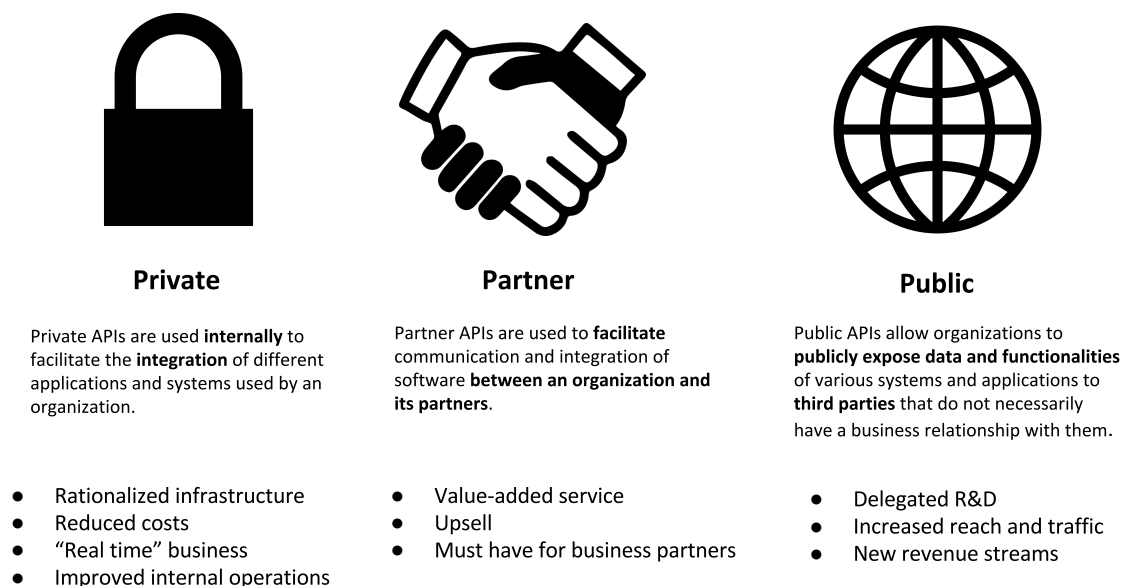 Private
Private APIs are used internally to
facilitate the integration of different
applications and systems used by an
organization.
● Rationalized infrastructure
● Reduced costs
● “Real time” business
● Improved internal operations
Partner
Partner APIs are used to facilitate
communication and integration of
software between an organization and
its partners.
● Value-added service
● Upsell
● Must have for business partners
Public
Public APIs allow organizations to
publicly expose data and functionalities
of various systems and applications to
third parties that do not necessarily
have a business relationship with them.
● Delegated R&D
● Increased reach and traffic
● New revenue streams